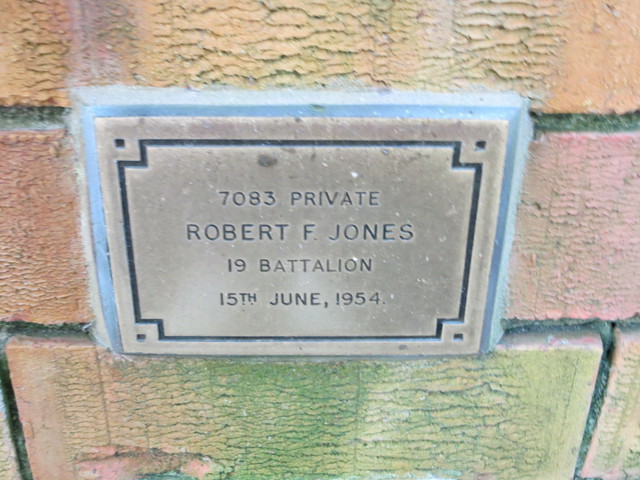 7083 PRIVATE
ROBERT F. JONES
19 BATTALION
15TH JUNE, 1954.